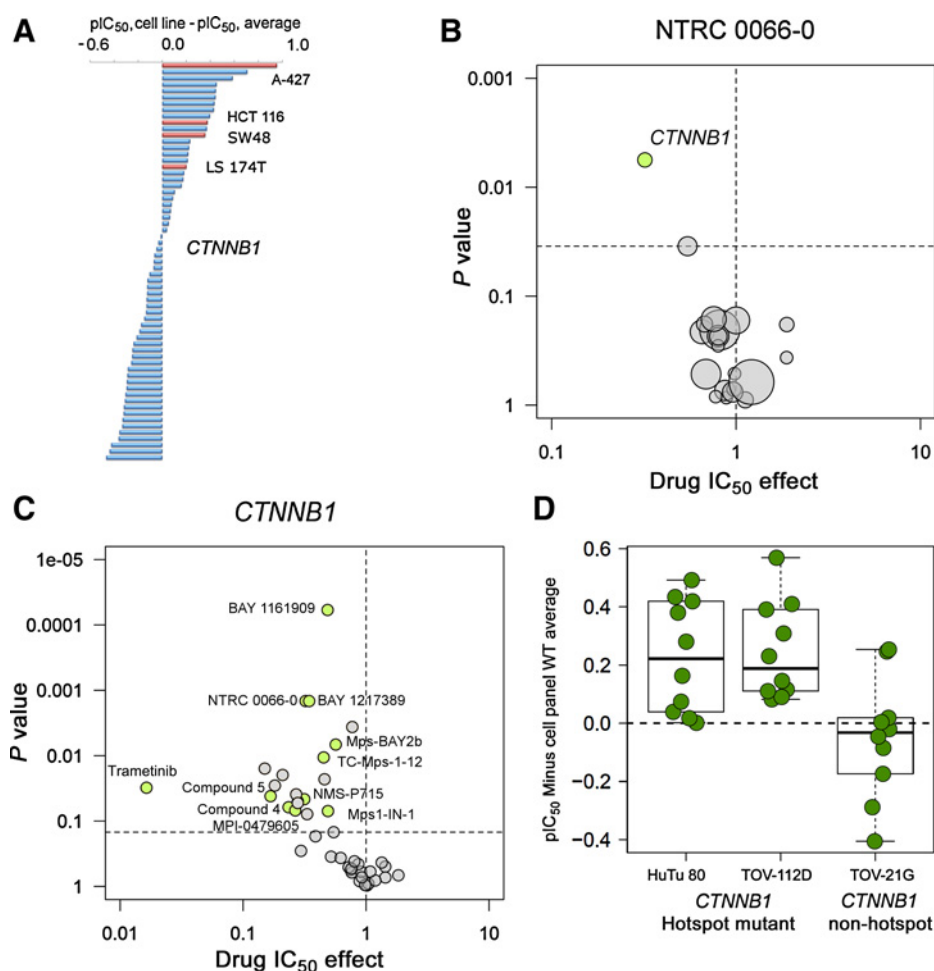 A
pIC50, cell line - pIC50, average
-0.6 0.0 1.0
A-427
HCT 116
SW48
LS 174T
CTNNB1
B
NTRC 0066-0
0.001
0.01
0.1
1
P value
CTNNB1
0.1 1 10
Drug IC50 effect
C
CTNNB1
1e-05
0.0001
0.001
0.01
0.1
1
P value
BAY 1161909
NTRC 0066-0 BAY 1217389
Mps-BAY2b
TC-Mps-1-12
Trametinib
Compound 5
NMS-P715
Compound 4
Mps1-IN-1
MPI-0479605
0.01 0.1 1 10
Drug IC50 effect
D
pIC50 Minus cell panel WT average
0.6
0.4
0.2
0.0
-0.2
-0.4
HuTu 80 TOV-112D TOV-21G
CTNNB1 CTNNB1
Hotspot mutant non-hotspot